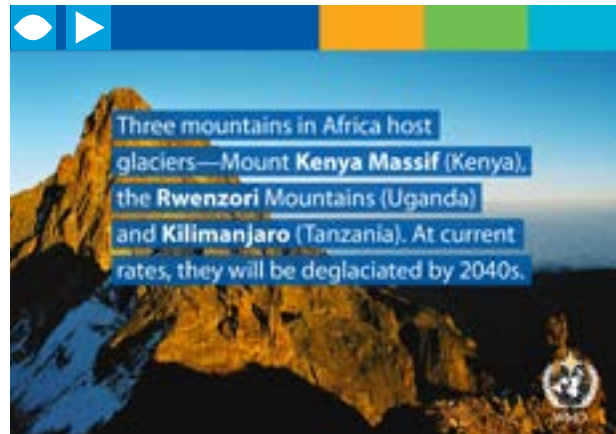 Three mountains in Africa host
glaciers—Mount Kenya Massif (Kenya),
the Rwenzori Mountains (Uganda)
and Kilimanjaro (Tanzania). At current
rates, they will be deglaciated by 2040s.
WMO